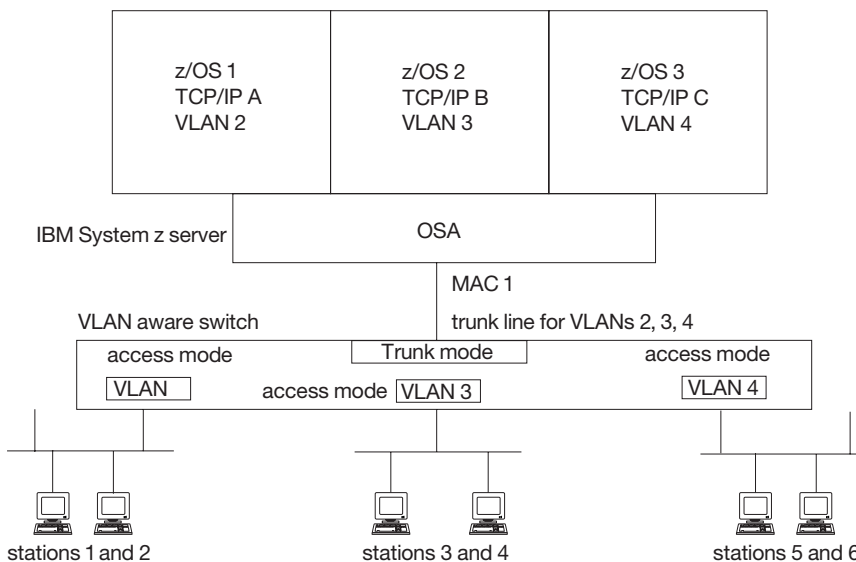 z/OS 1
TCP/IP A
VLAN 2
z/OS 2
TCP/IP B
VLAN 3
z/OS 3
TCP/IP C
VLAN 4
IBM System z server
OSA
MAC 1
VLAN aware switch
trunk line for VLANs 2, 3, 4
access mode
Trunk mode
access mode
VLAN
access mode
VLAN 3
VLAN 4
stations 1 and 2
stations 3 and 4
stations 5 and 6